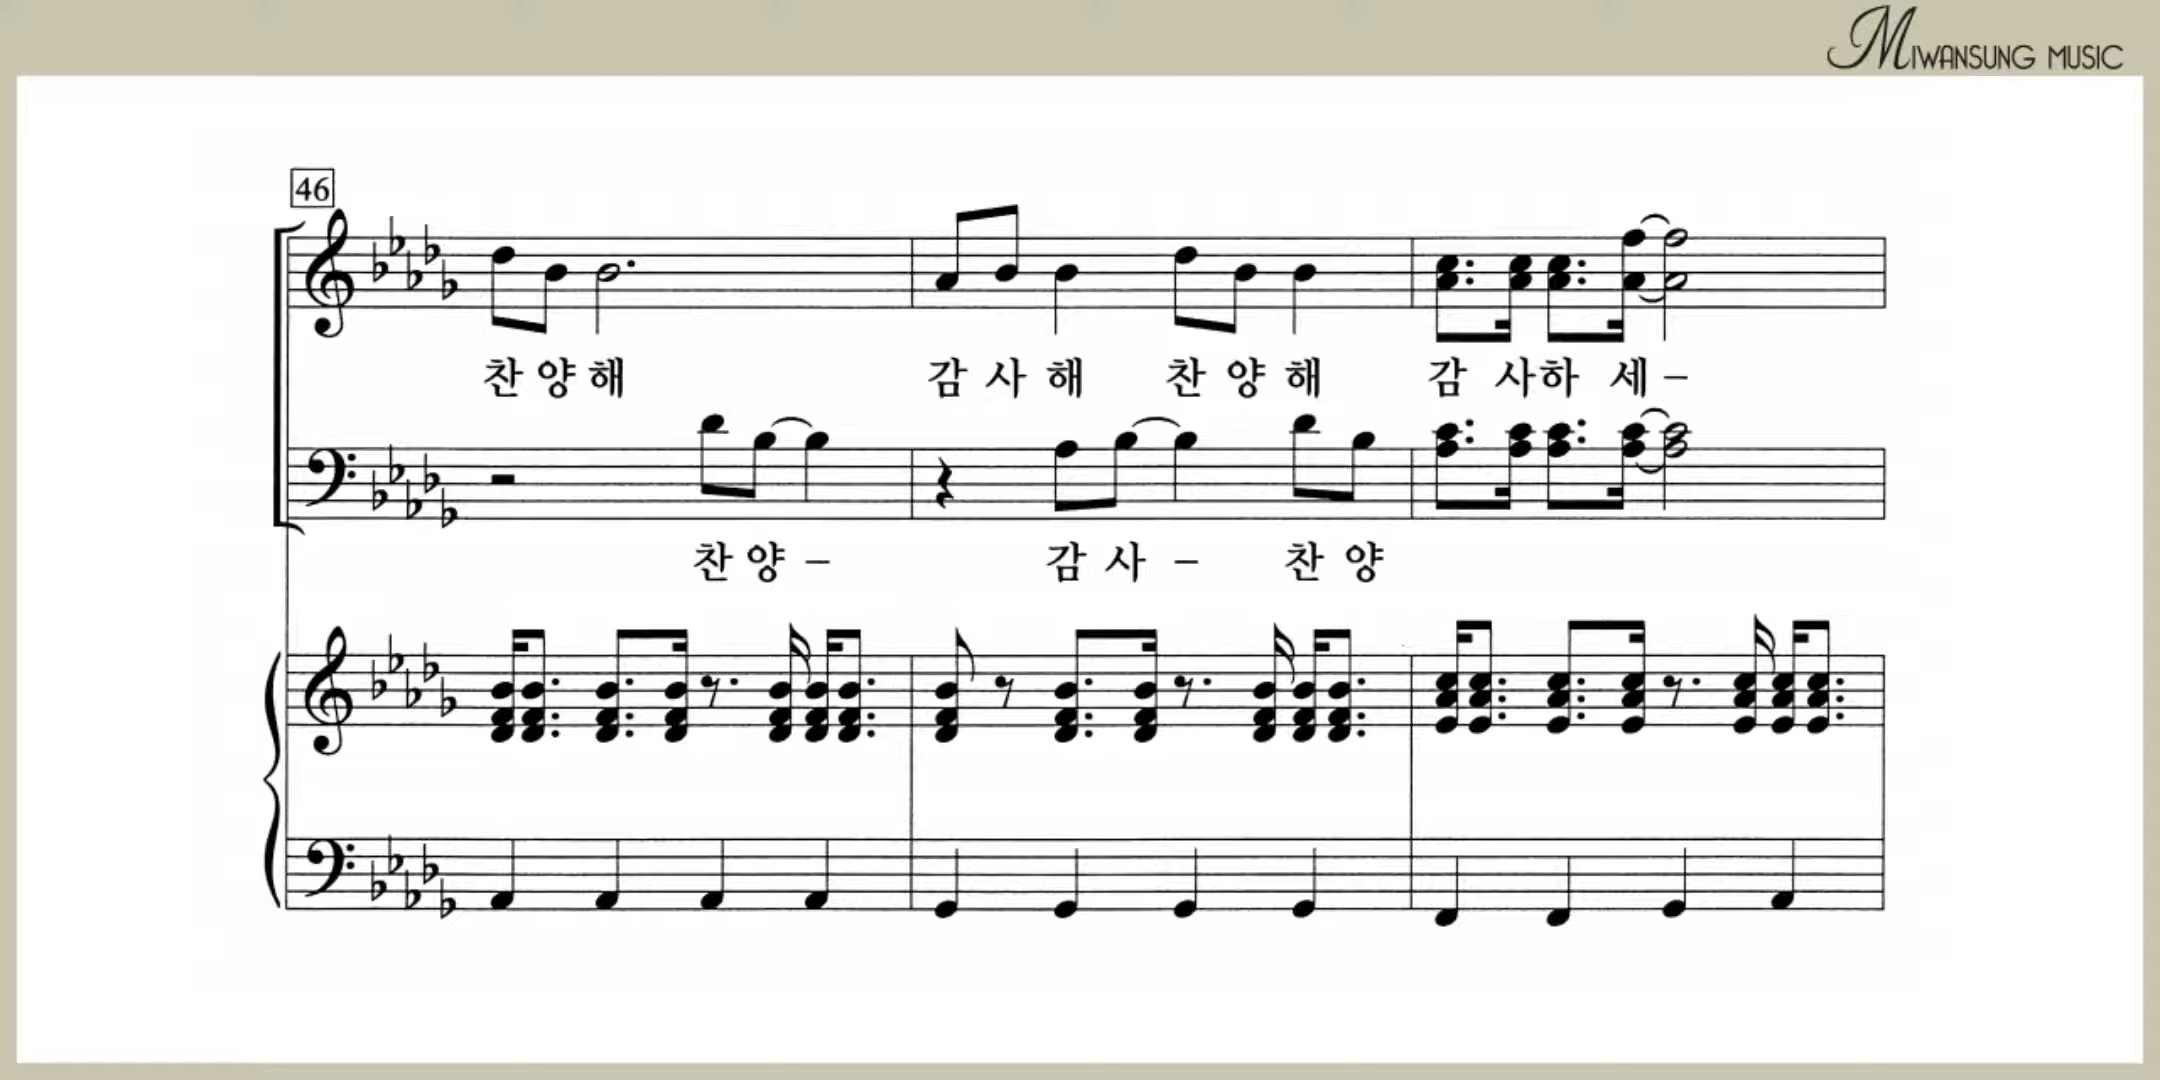 MIWANSUNG MUSIC
46
찬 양 해 감 사 해 찬 양 해 감 사 하 세 –
찬 양 – 감 사 – 찬 양